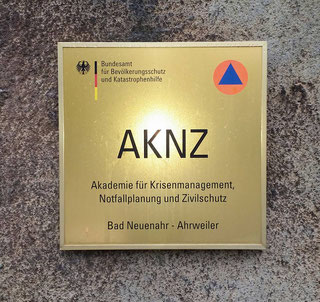 Bundesamt
für Bevölkerungsschutz
und Katastrophenhilfe
AKNZ
Akademie für Krisenmanagement,
Notfallplanung und Zivilschutz
Bad Neuenahr - Ahrweiler